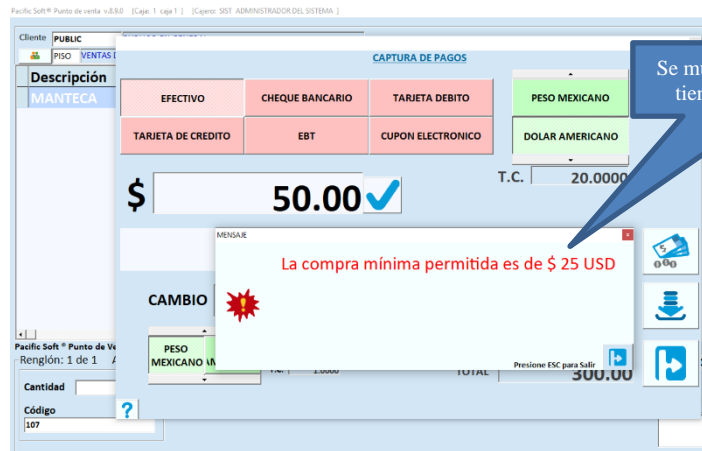 Pacific Soft® Punto de venta v.8.9.0 [Caja: 1 caja 1 ] [Cajero: SIST ADMINISTRADOR DEL SISTEMA ]
Cliente PUBLIC
PISO VENTAS
CAPTURA DE PAGOS
Descripción
MANTECA
EFECTIVO CHEQUE BANCARIO TARJETA DEBITO PESO MEXICANO
TARJETA DE CREDITO EBT CUPON ELECTRONICO DOLAR AMERICANO
Se
T.C. 20.0000
$ 50.00
MENSAJE
La compra mínima permitida es de $ 25 USD
CAMBIO
PESO MEXICANO
Presione ESC para Salir
T.C. 1.0000 TOTAL 300.00
Pacific Soft ® Punto de
Renglón: 1 de 1
Cantidad
Código
107
?